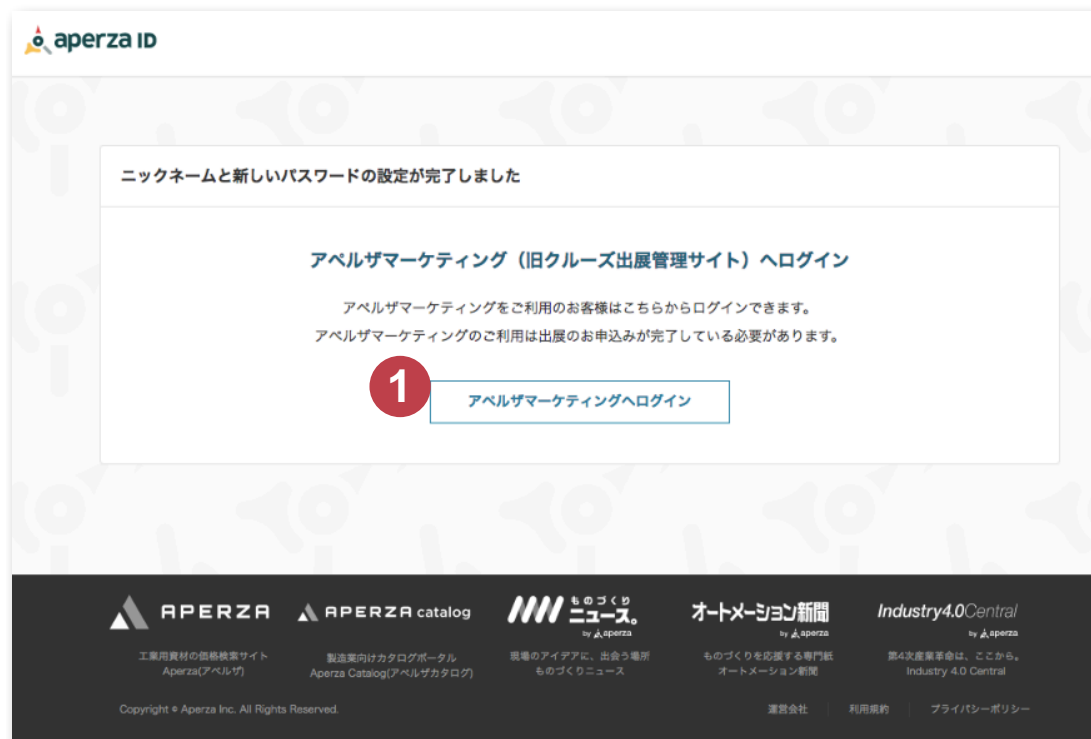 aperza ID
ニックネームと新しいパスワードの設定が完了しました
アペルザマーケティング（旧クルーズ出展管理サイト）へログイン
アペルザマーケティングをご利用のお客様はこちらからログインできます。
アペルザマーケティングのご利用は出展のお申込みが完了している必要があります。
1
アペルザマーケティングへログイン
APERZA
工業用資材の価格検索サイト
Aperza(アペルザ)
APERZA catalog
製造業向けカタログポータル
Aperza Catalog(アペルザカタログ)
ものづくり
ニュース。
by aperza
現場のアイデアに、出会う場所
ものづくりニュース
オートメーション新聞
by aperza
ものづくりを応援する専門紙
オートメーション新聞
Industry4.0Central
by aperza
第4次産業革命は、ここから。
Industry 4.0 Central
Copyright © Aperza Inc. All Rights Reserved.
運営会社
利用規約
プライバシーポリシー